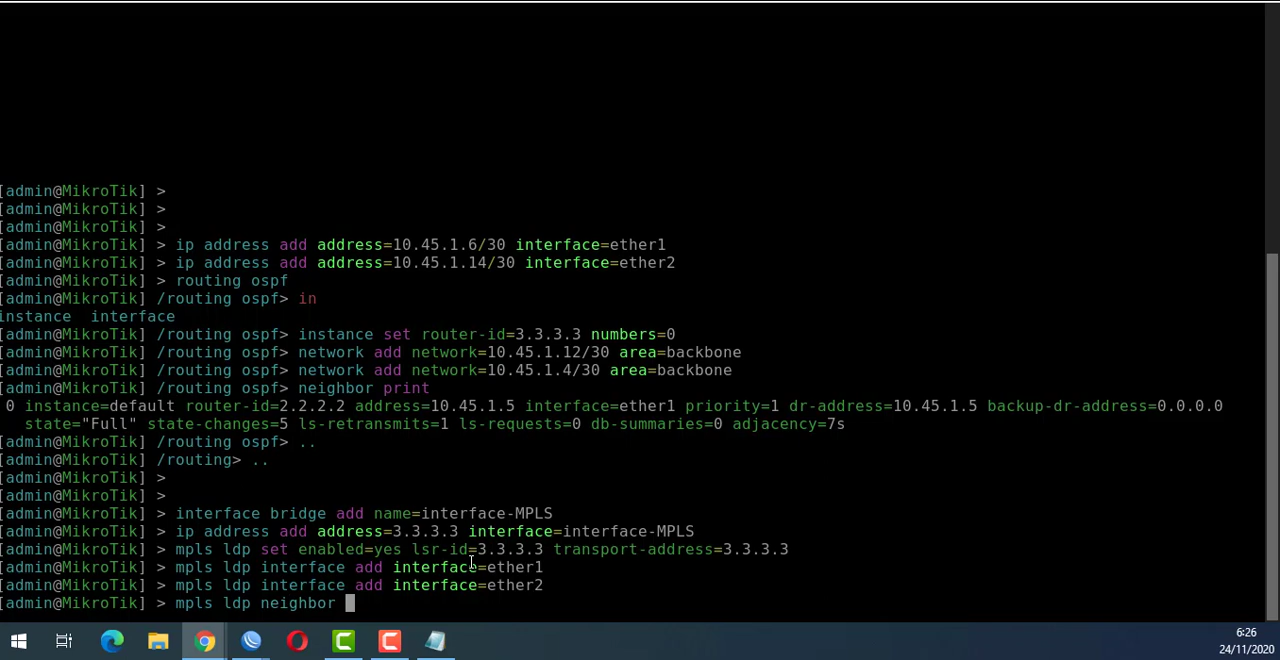 [admin@MikroTik] >
[admin@MikroTik] >
[admin@MikroTik] >
[admin@MikroTik] > ip address add address=10.45.1.6/30 interface=ether1
[admin@MikroTik] > ip address add address=10.45.1.14/30 interface=ether2
[admin@MikroTik] > routing ospf
[admin@MikroTik] /routing ospf> in
instance  interface
[admin@MikroTik] /routing ospf> instance set router-id=3.3.3.3 numbers=0
[admin@MikroTik] /routing ospf> network add network=10.45.1.12/30 area=backbone
[admin@MikroTik] /routing ospf> network add network=10.45.1.4/30 area=backbone
[admin@MikroTik] /routing ospf> neighbor print
 0 instance=default router-id=2.2.2.2 address=10.45.1.5 interface=ether1 priority=1 dr-address=10.45.1.5 backup-dr-address=0.0.0.0
   state="Full" state-changes=5 ls-retransmits=1 ls-requests=0 db-summaries=0 adjacency=7s
[admin@MikroTik] /routing ospf> ..
[admin@MikroTik] /routing> ..
[admin@MikroTik] >
[admin@MikroTik] >
[admin@MikroTik] > interface bridge add name=interface-MPLS
[admin@MikroTik] > ip address add address=3.3.3.3 interface=interface-MPLS
[admin@MikroTik] > mpls ldp set enabled=yes lsr-id=3.3.3.3 transport-address=3.3.3.3
[admin@MikroTik] > mpls ldp interface add interface=ether1
[admin@MikroTik] > mpls ldp interface add interface=ether2
[admin@MikroTik] > mpls ldp neighbor
6:26
24/11/2020